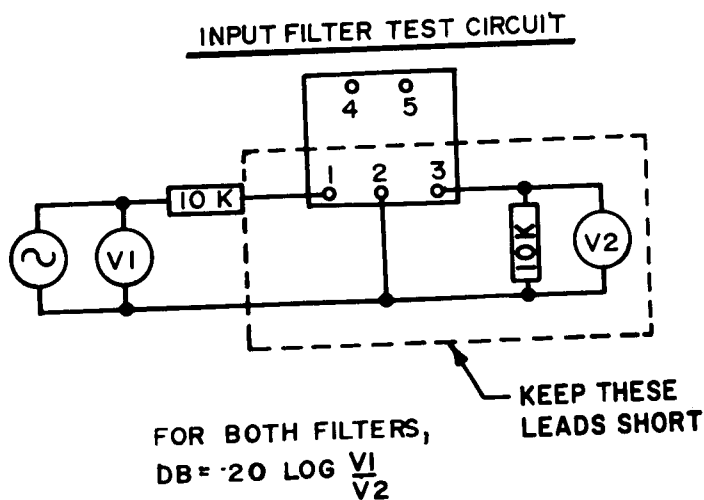 INPUT FILTER TEST CIRCUIT
4 5
1 2 3
10 K
V1
10K
V2
KEEP THESE
LEADS SHORT
FOR BOTH FILTERS,
DB = 20 LOG V1
V2